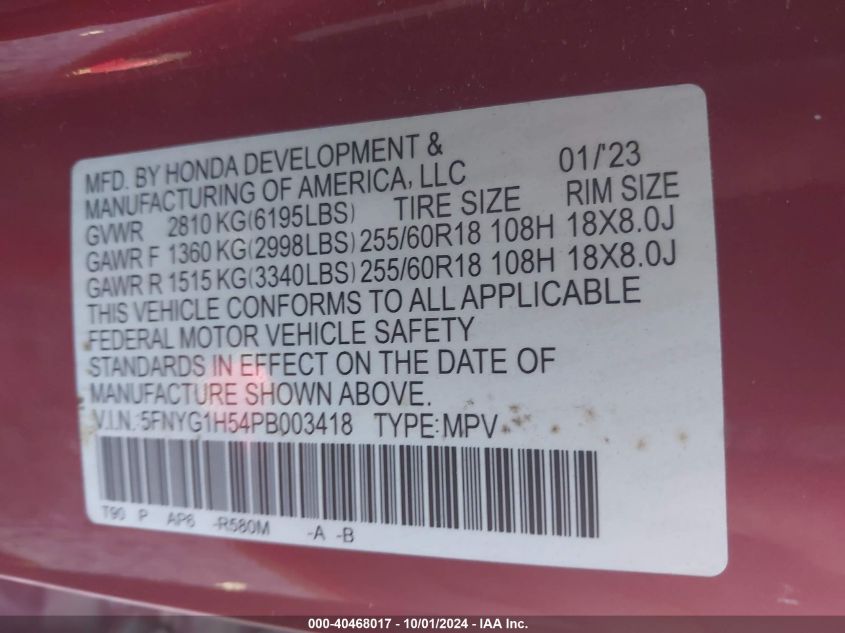 MFD. BY HONDA DEVELOPMENT & 01/'23
MANUFACTURING OF AMERICA, LLC
GVWR 2810 KG(6195LBS) TIRE SIZE RIM SIZE
GAWR F 1360 KG(2998LBS) 255/60R18 108H 18X8.0J
GAWR R 1515 KG(3340LBS) 255/60R18 108H 18X8.0J
THIS VEHICLE CONFORMS TO ALL APPLICABLE
FEDERAL MOTOR VEHICLE SAFETY
STANDARDS IN EFFECT ON THE DATE OF
MANUFACTURE SHOWN ABOVE.
V.I.N.:5FNYG1H54PB003418 TYPE:MPV
T90 P AP6 -R580M -A -B
000-40468017 - 10/01/2024 - IAA Inc.